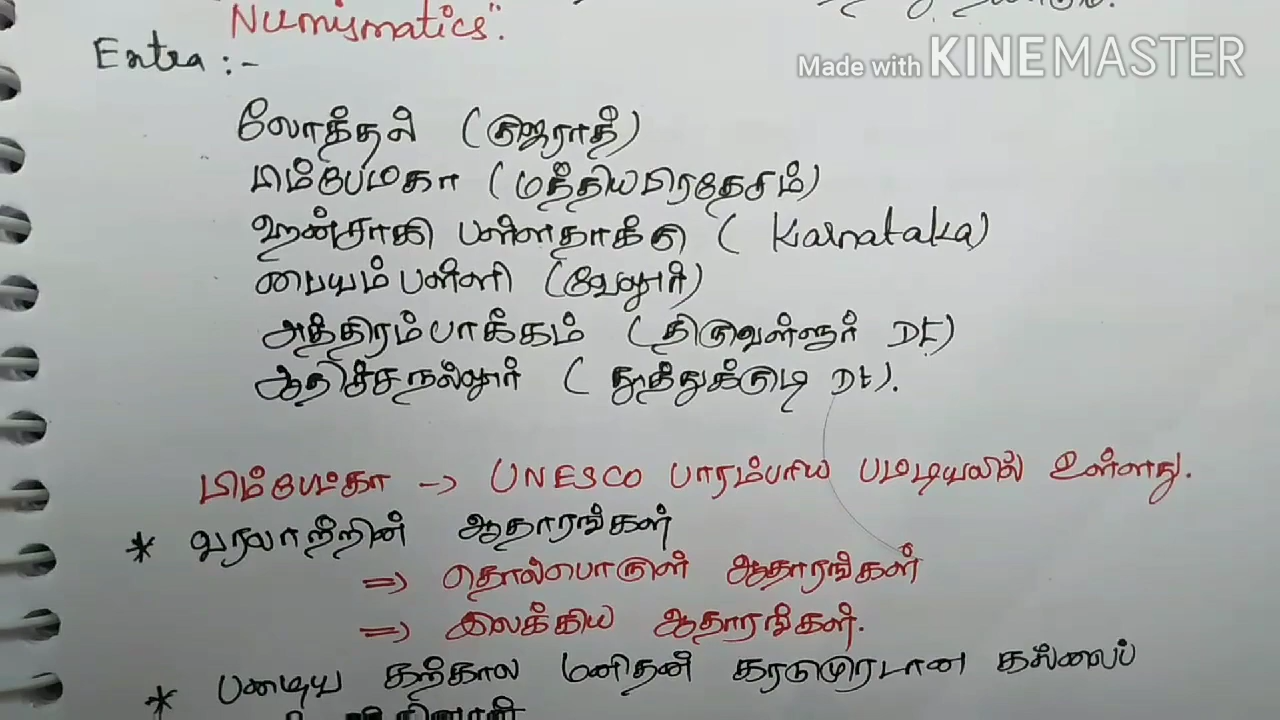 Numismatics".
Made with KINEMASTER
Extra :-
லோத்தல் (குஜராத்)
பிம்பேட்கா (மத்தியபிரதேசம்)
ஹன்சாகி பள்ளதாக்கு (Karnataka)
பையம்பள்ளி (வேலூர்)
அத்திரம்பாக்கம் (திருவள்ளூர் Dt)
ஆதிச்சநல்லூர் (தூத்துக்குடி Dt).
பிம்பேட்கா -> UNESCO பாரம்பரிய பட்டியலில் உள்ளது.
* வரலாற்றின் ஆதாரங்கள்
=> தொல்பொருள் ஆதாரங்கள்
=> இலக்கிய ஆதாரங்கள்.
* பண்டிய கற்கால மனிதன் கரடுமுரடான கல்லைப்